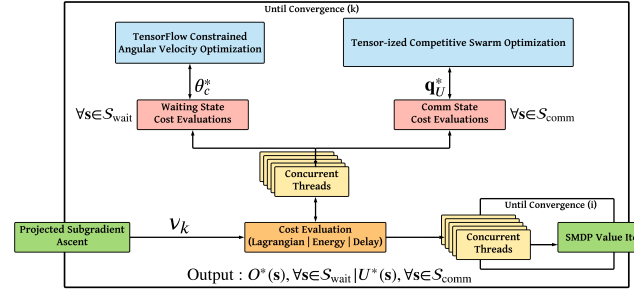 Until Convergence (k)
TensorFlow Constrained
Angular Velocity Optimization
Tensor-ized Competitive Swarm Optimization
θ*c
q*U
∀s∈Swait
Waiting State
Cost Evaluations
Comm State
Cost Evaluations
∀s∈Scomm
Concurrent
Threads
Until Convergence (i)
Projected Subgradient
Ascent
νk
Cost Evaluation
(Lagrangian | Energy | Delay)
Concurrent
Threads
SMDP Value Ite
Output : O*(s), ∀s∈Swait | U*(s), ∀s∈Scomm